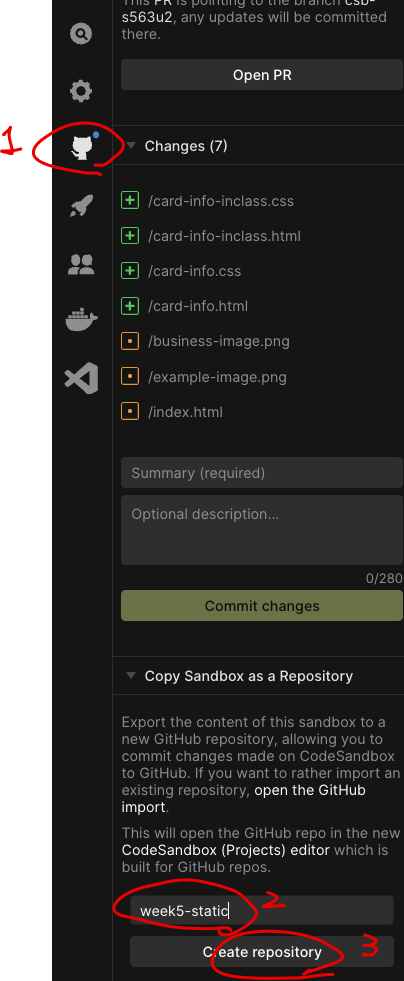 This PR is pointing to the branch csb-
s563u2, any updates will be committed
there.
Open PR
1
Changes (7)
/card-info-inclass.css
/card-info-inclass.html
/card-info.css
/card-info.html
/business-image.png
/example-image.png
/index.html
Summary (required)
Optional description...
0/280
Commit changes
Copy Sandbox as a Repository
Export the content of this sandbox to a
new GitHub repository, allowing you to
commit changes made on CodeSandbox
to GitHub. If you want to rather import an
existing repository, open the GitHub
import.
This will open the GitHub repo in the new
CodeSandbox (Projects) editor which is
built for GitHub repos.
week5-static 2
Create repository 3